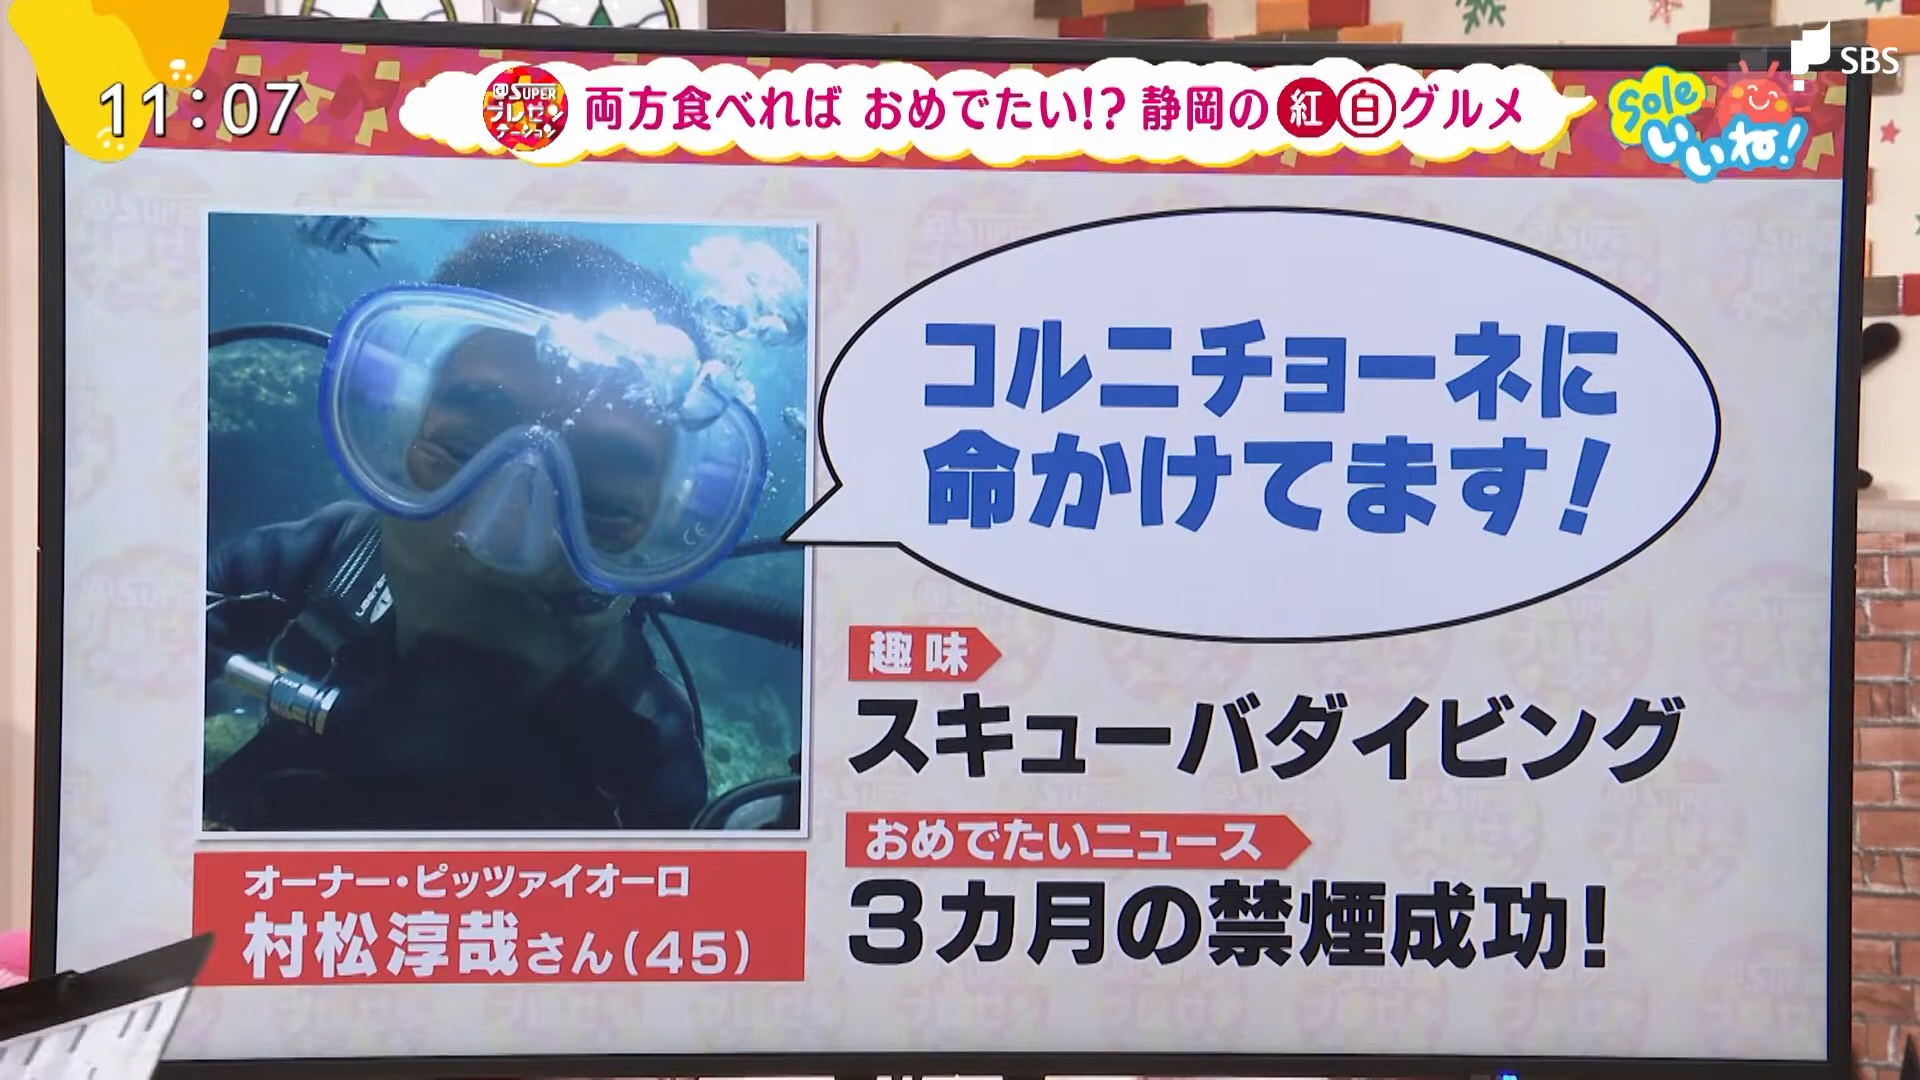 11:07
@SUPER
プレゼン
テーション
両方食べれば おめでたい!? 静岡の紅白グルメ
Sole
いいね!
SBS
コルニチョーネに
命かけてます!
趣味
スキューバダイビング
おめでたいニュース
3カ月の禁煙成功!
オーナー・ピッツァイオーロ
村松淳哉さん(45)
CE